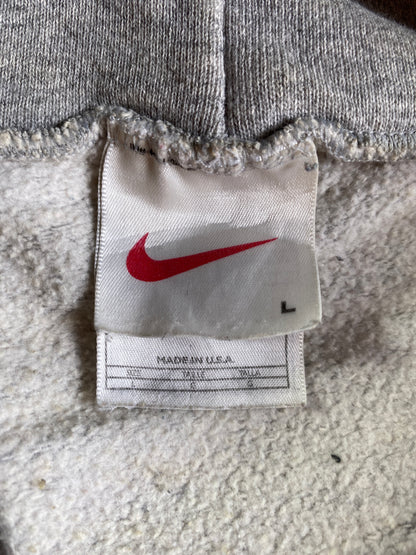 L
MADE IN U.S.A.
SIZE TAILLE TALLA
L G G